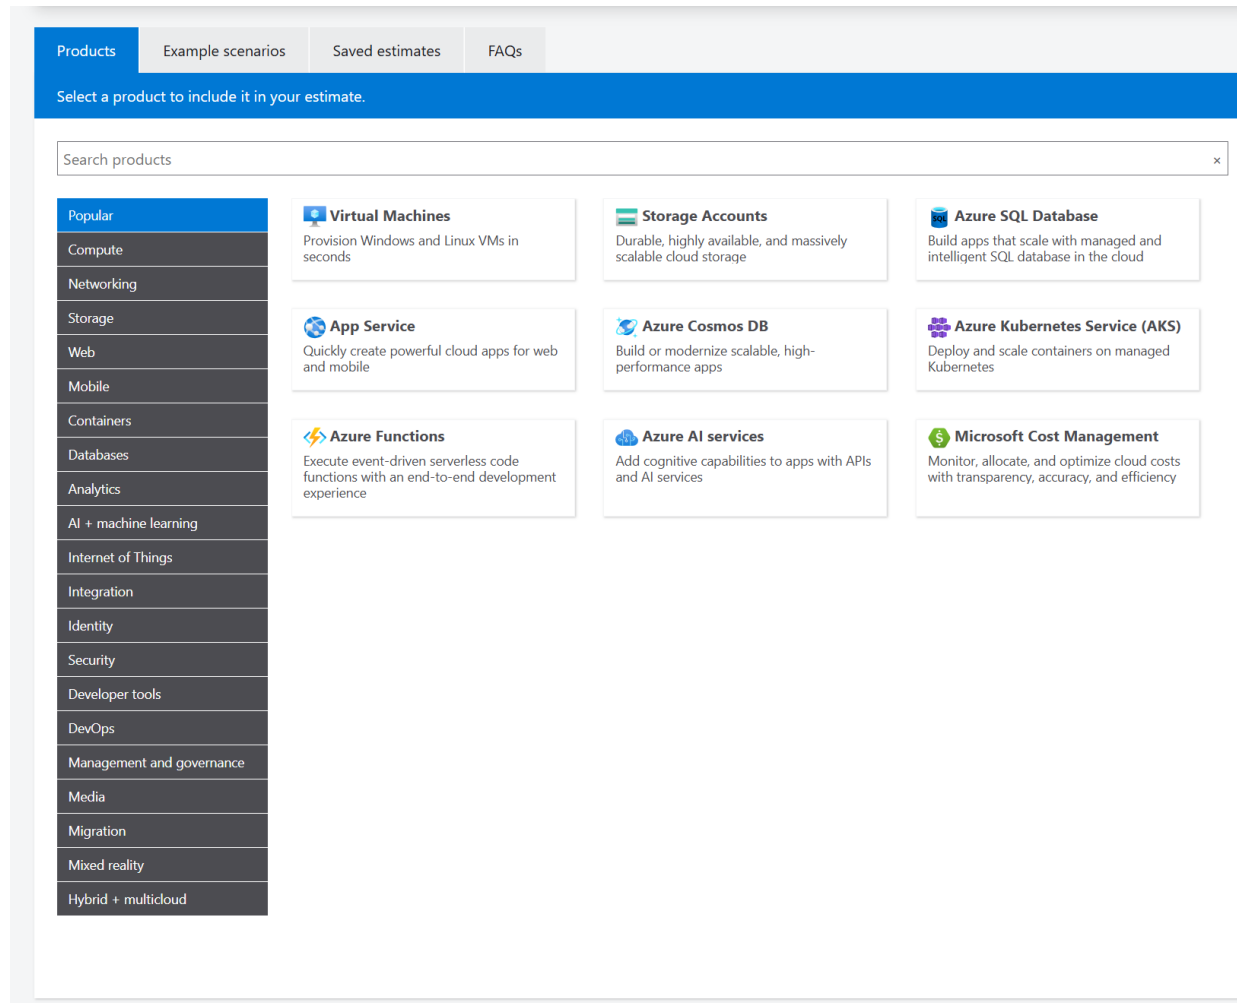 Products
Example scenarios
Saved estimates
FAQs
Select a product to include it in your estimate.
Search products
×
Popular
Compute
Networking
Storage
Web
Mobile
Containers
Databases
Analytics
AI + machine learning
Internet of Things
Integration
Identity
Security
Developer tools
DevOps
Management and governance
Media
Migration
Mixed reality
Hybrid + multicloud
Virtual Machines
Provision Windows and Linux VMs in
seconds
Storage Accounts
Durable, highly available, and massively
scalable cloud storage
SQL
Azure SQL Database
Build apps that scale with managed and
intelligent SQL database in the cloud
App Service
Quickly create powerful cloud apps for web
and mobile
Azure Cosmos DB
Build or modernize scalable, high-
performance apps
Azure Kubernetes Service (AKS)
Deploy and scale containers on managed
Kubernetes
Azure Functions
Execute event-driven serverless code
functions with an end-to-end development
experience
Azure AI services
Add cognitive capabilities to apps with APIs
and AI services
$
Microsoft Cost Management
Monitor, allocate, and optimize cloud costs
with transparency, accuracy, and efficiency